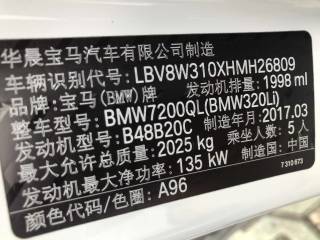 华晨宝马汽车有限公司制造
车辆识别代号: LBV8W310XHMH26809
品牌: 宝马(BMW)牌 发动机排量: 1998 ml
整车型号: BMW7200QL(BMW320Li)
发动机型号: B48B20C 制造年月: 2017.03
最大允许总质量: 2025 kg 乘坐人数: 5 人
发动机最大净功率: 135 kW 制造国: 中国
颜色代码/色圈: A96 7 310 673